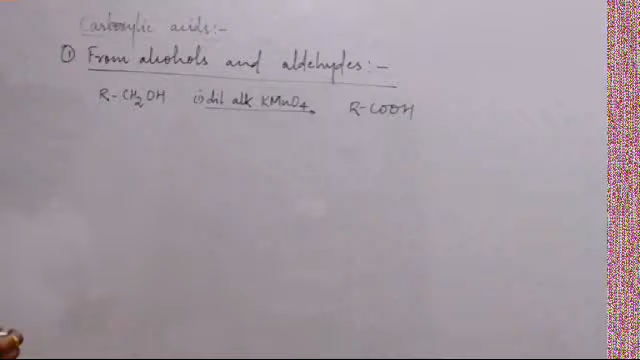 Carboxylic acids:-
① From alcohols and aldehydes:-
R-CH2OH (i) dil alk KMnO4. R-COOH